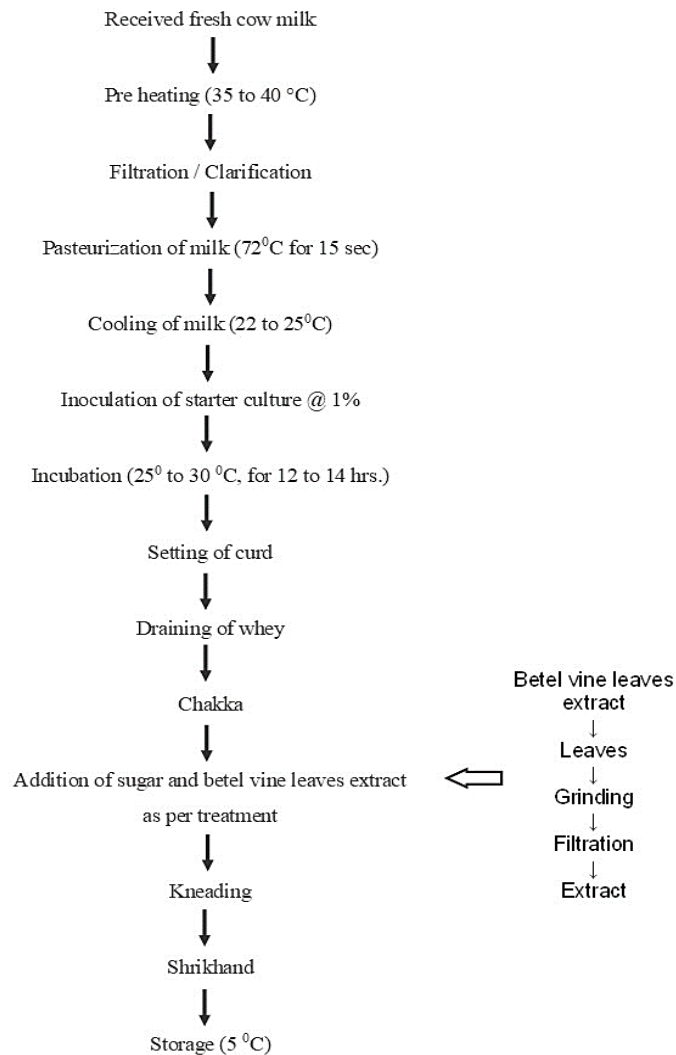 Received fresh cow milk
Pre heating (35 to 40 °C)
Filtration / Clarification
Pasteurization of milk (72⁰C for 15 sec)
Cooling of milk (22 to 25⁰C)
Inoculation of starter culture @ 1%
Incubation (25⁰ to 30 ⁰C, for 12 to 14 hrs.)
Setting of curd
Draining of whey
Chakka
Addition of sugar and betel vine leaves extract
as per treatment
Kneading
Shrikhand
Storage (5 ⁰C)
Betel vine leaves
extract
↓
Leaves
↓
Grinding
↓
Filtration
↓
Extract